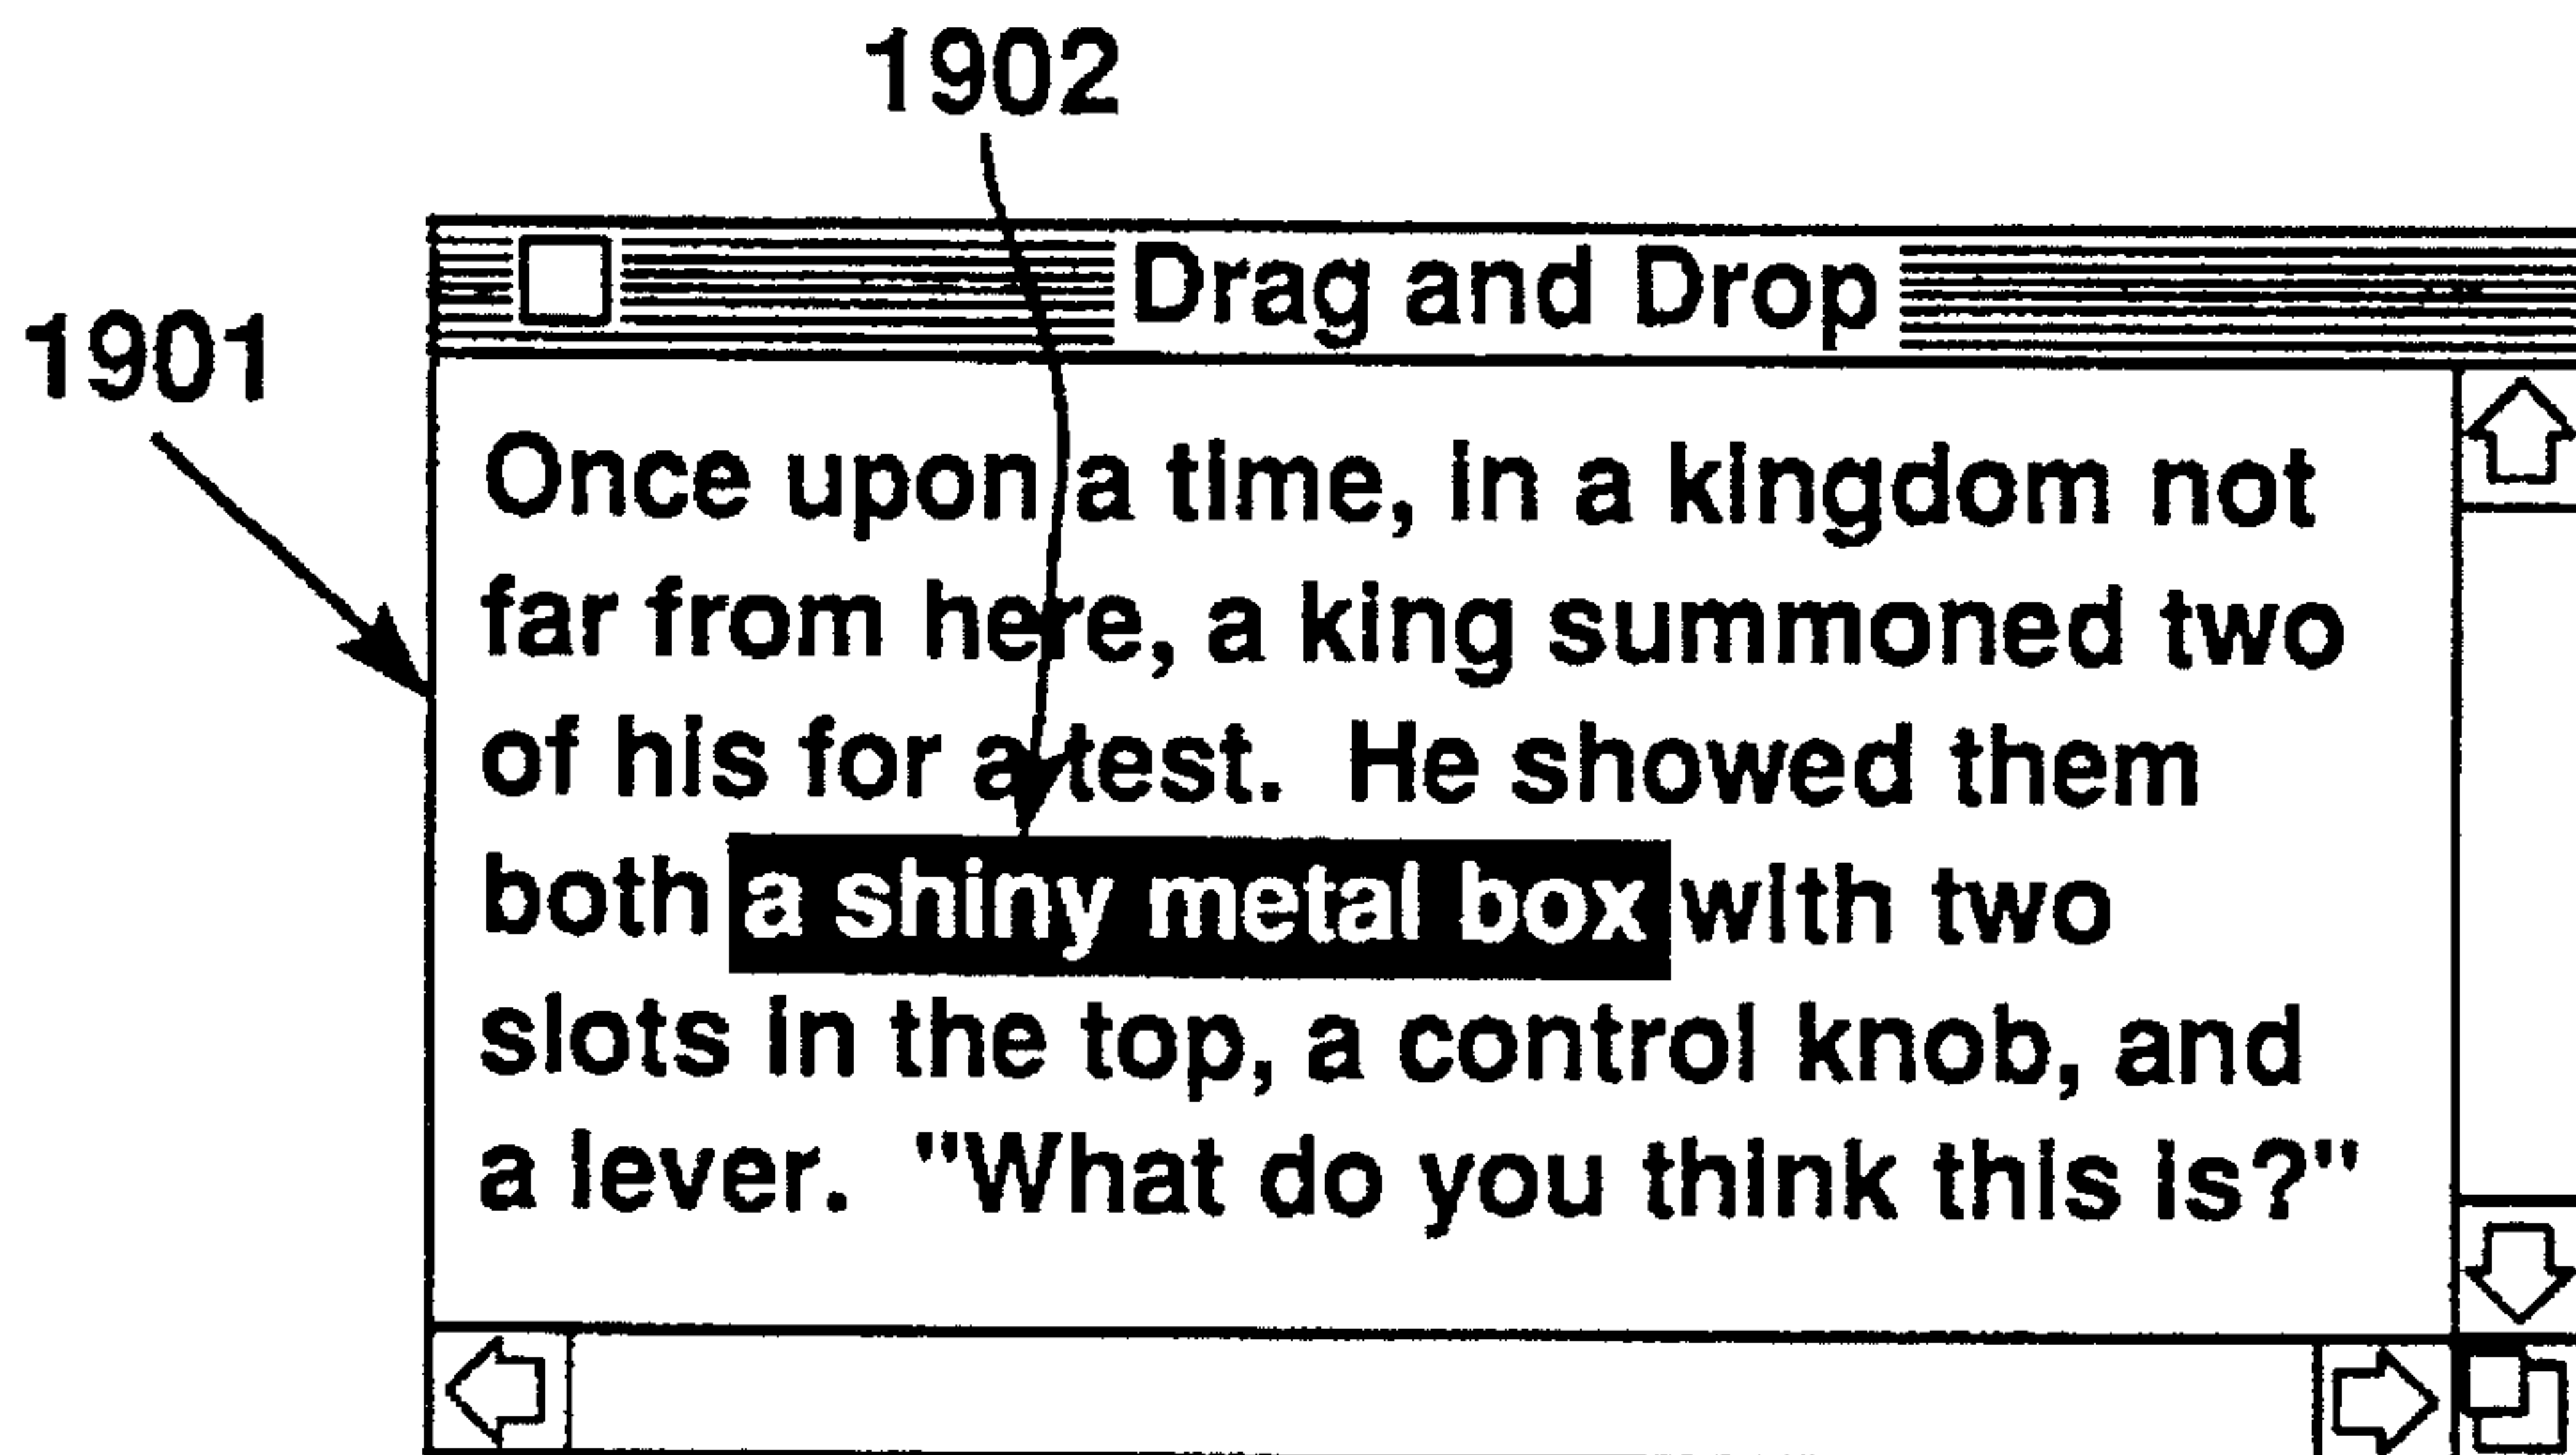 1902
Drag and Drop
1901
Once upon a time, in a kingdom not
far from here, a king summoned two
of his for a test.  He showed them
both a shiny metal box with two
slots in the top, a control knob, and
a lever.  "What do you think this is?"